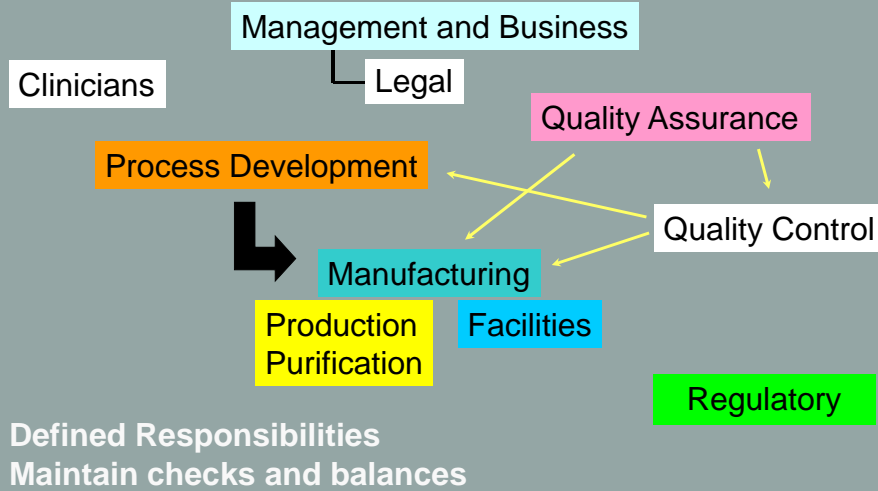 Management and Business
Clinicians
Legal
Quality Assurance
Process Development
Quality Control
Manufacturing
Production
Purification
Facilities
Regulatory
Defined Responsibilities
Maintain checks and balances